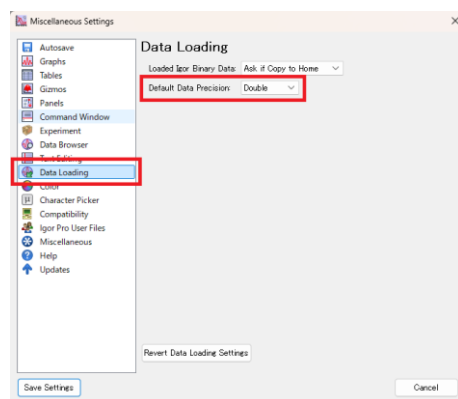 Miscellaneous Settings
Autosave
Graphs
Tables
Gizmos
Panels
Command Window
Experiment
Data Browser
Text Editing
Data Loading
Color
Character Picker
Compatibility
Igor Pro User Files
Miscellaneous
Help
Updates
Data Loading
Loaded Igor Binary Data: Ask if Copy to Home
Default Data Precision: Double
Revert Data Loading Settings
Save Settings
Cancel